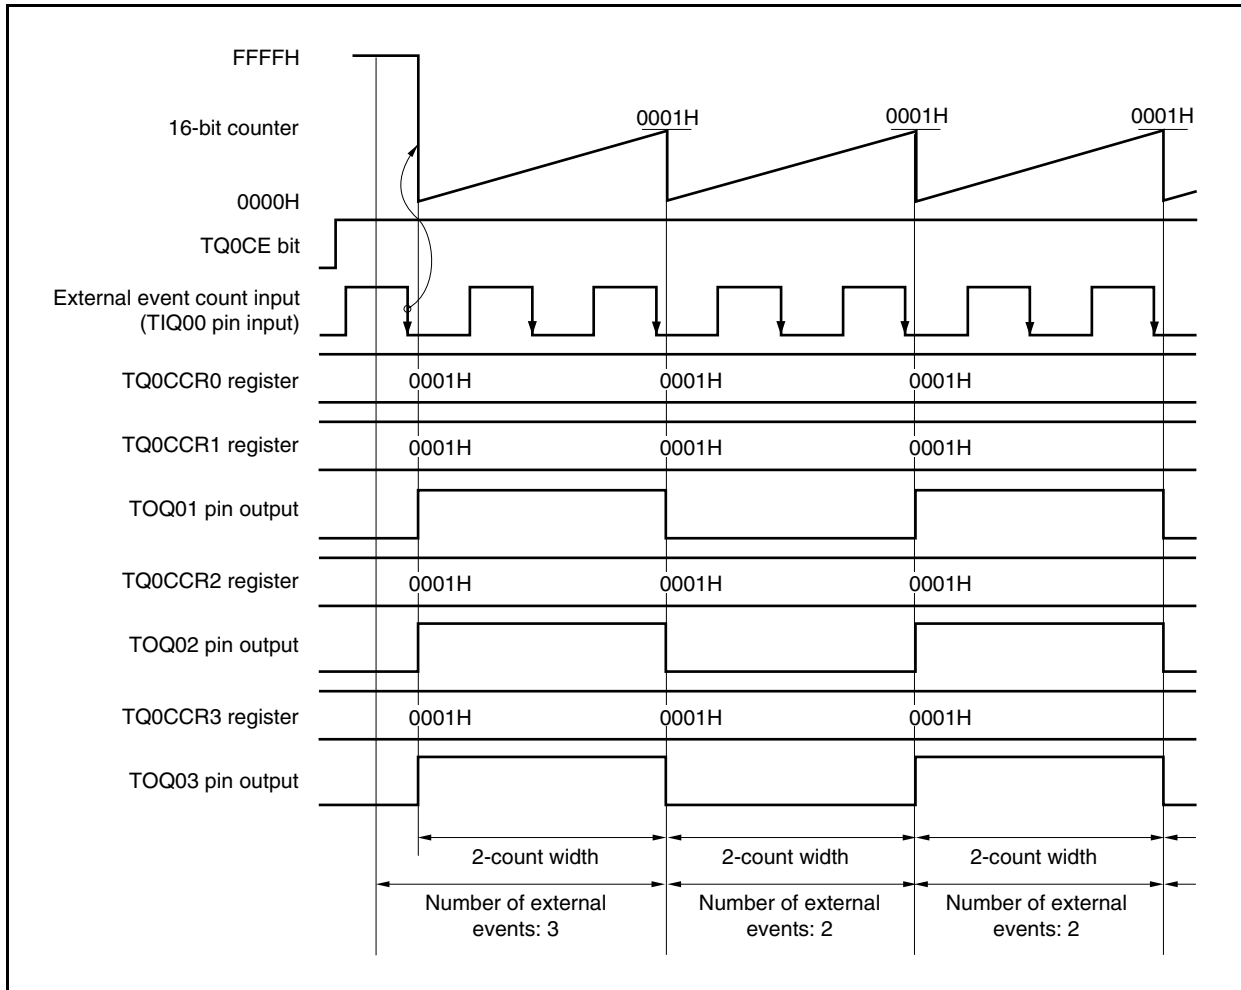 FFFFH
16-bit counter
0001H 0001H 0001H
0000H
TQ0CE bit
External event count input
(TIQ00 pin input)
TQ0CCR0 register 0001H 0001H 0001H
TQ0CCR1 register 0001H 0001H 0001H
TOQ01 pin output
TQ0CCR2 register 0001H 0001H 0001H
TOQ02 pin output
TQ0CCR3 register 0001H 0001H 0001H
TOQ03 pin output
2-count width 2-count width 2-count width
Number of external Number of external Number of external
events: 3 events: 2 events: 2